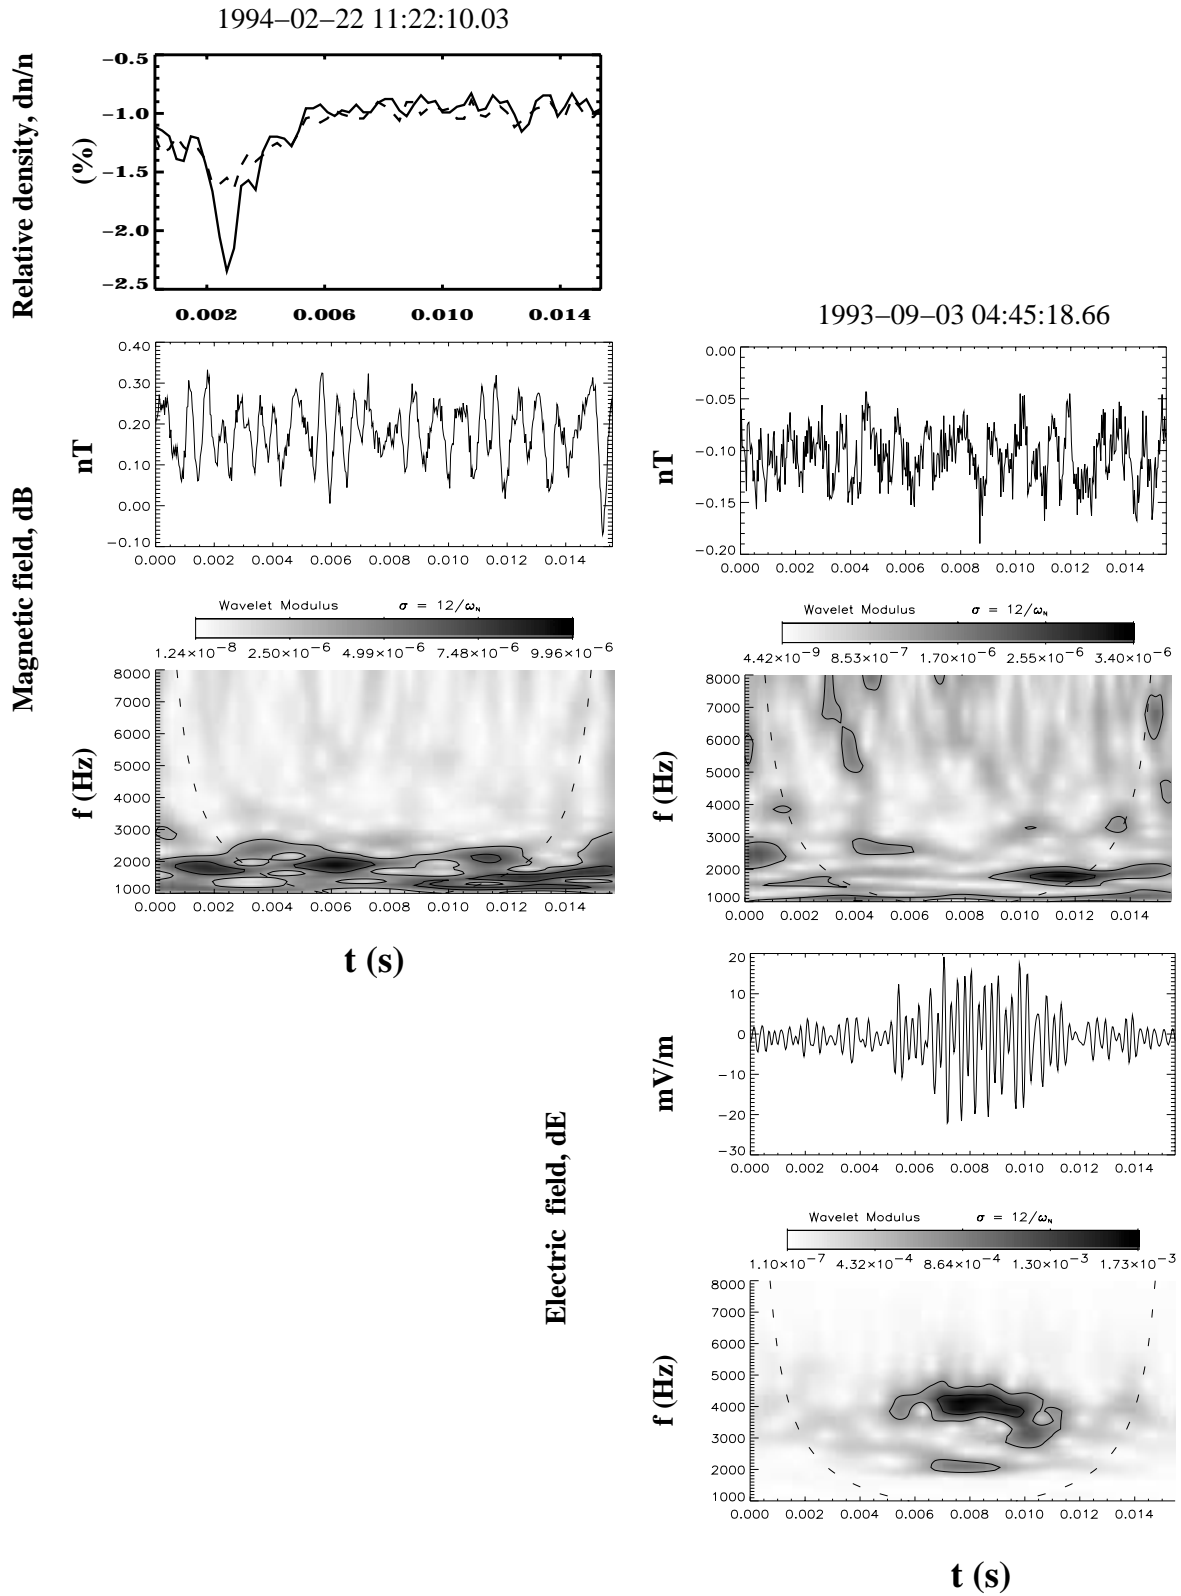 1994−02−22 11:22:10.03
Relative density, dn/n
(%)
−0.5
−1.0
−1.5
−2.0
−2.5
0.002 0.006 0.010 0.014
Magnetic field, dB
nT
0.40
0.30
0.20
0.10
0.00
−0.10
0.000 0.002 0.004 0.006 0.008 0.010 0.012 0.014
Wavelet Modulus σ = 12/ω_N
1.24×10⁻⁸ 2.50×10⁻⁶ 4.99×10⁻⁶ 7.48×10⁻⁶ 9.96×10⁻⁶
f (Hz)
8000
7000
6000
5000
4000
3000
2000
1000
0.000 0.002 0.004 0.006 0.008 0.010 0.012 0.014
t (s)
1993−09−03 04:45:18.66
nT
0.00
−0.05
−0.10
−0.15
−0.20
0.000 0.002 0.004 0.006 0.008 0.010 0.012 0.014
Wavelet Modulus σ = 12/ω_N
4.42×10⁻⁹ 8.53×10⁻⁷ 1.70×10⁻⁶ 2.55×10⁻⁶ 3.40×10⁻⁶
f (Hz)
8000
7000
6000
5000
4000
3000
2000
1000
0.000 0.002 0.004 0.006 0.008 0.010 0.012 0.014
Electric field, dE
mV/m
20
10
0
−10
−20
−30
0.000 0.002 0.004 0.006 0.008 0.010 0.012 0.014
Wavelet Modulus σ = 12/ω_N
1.10×10⁻⁷ 4.32×10⁻⁴ 8.64×10⁻⁴ 1.30×10⁻³ 1.73×10⁻³
f (Hz)
8000
7000
6000
5000
4000
3000
2000
1000
0.000 0.002 0.004 0.006 0.008 0.010 0.012 0.014
t (s)